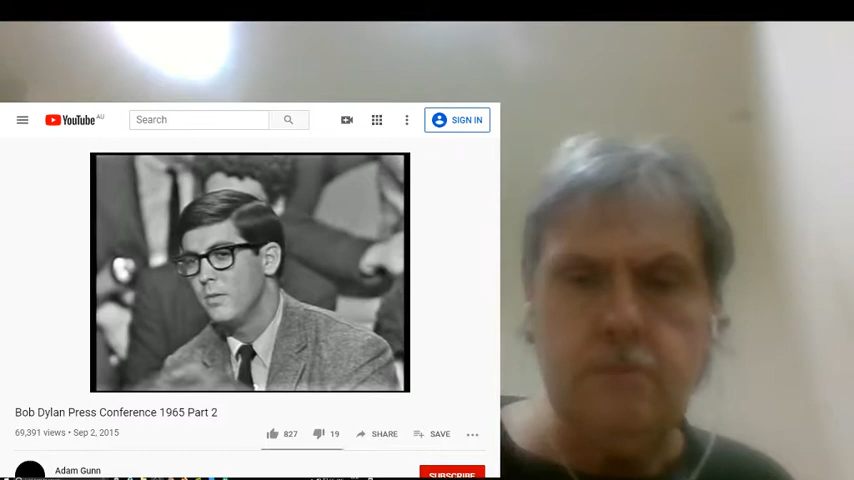 YouTube AU
Search
SIGN IN
Bob Dylan Press Conference 1965 Part 2
69,391 views • Sep 2, 2015
827
19
SHARE
SAVE
Adam Gunn
SUBSCRIBE